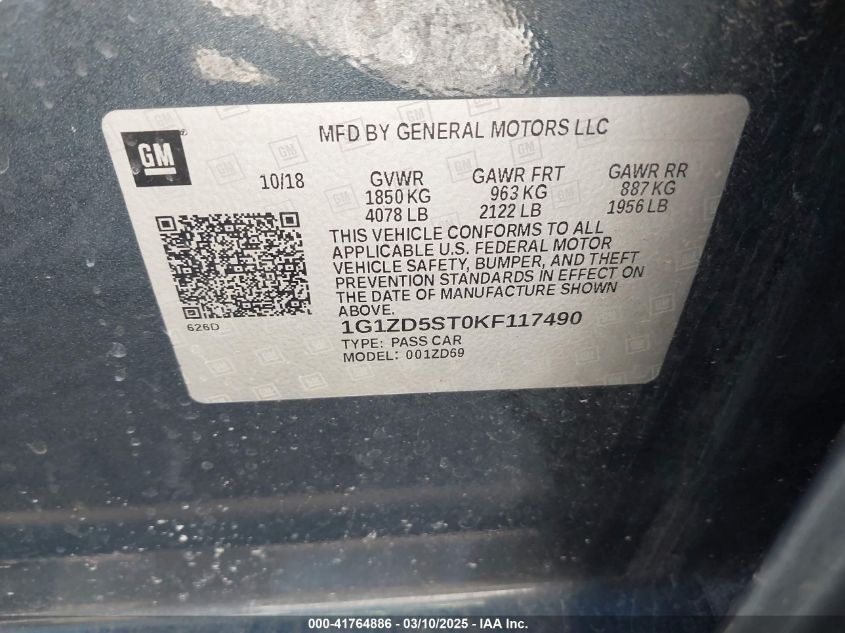 MFD BY GENERAL MOTORS LLC
GM®
10/18 GVWR GAWR FRT GAWR RR
1850 KG 963 KG 887 KG
4078 LB 2122 LB 1956 LB
THIS VEHICLE CONFORMS TO ALL
APPLICABLE U.S. FEDERAL MOTOR
VEHICLE SAFETY, BUMPER, AND THEFT
PREVENTION STANDARDS IN EFFECT ON
THE DATE OF MANUFACTURE SHOWN
ABOVE.
626D
1G1ZD5ST0KF117490
TYPE: PASS CAR
MODEL: 001ZD69
000-41764886 - 03/10/2025 - IAA Inc.